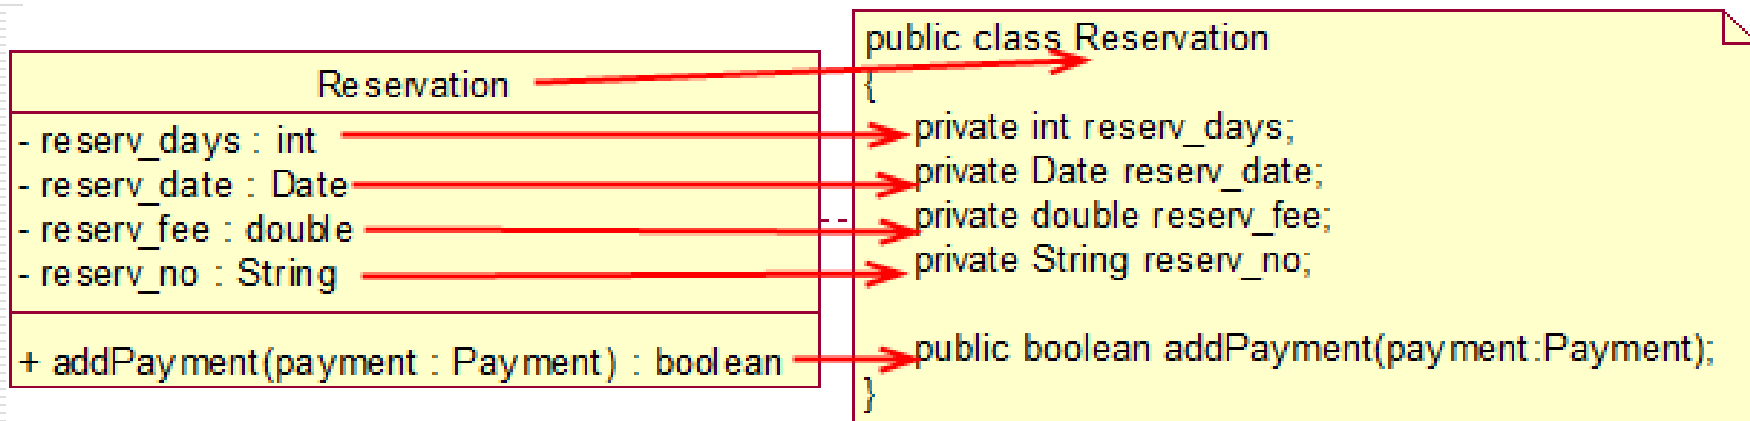 Reservation
- reserv_days : int
- reserv_date : Date
- reserv_fee : double
- reserv_no : String
+ addPayment(payment : Payment) : boolean
public class Reservation
{
private int reserv_days;
private Date reserv_date;
private double reserv_fee;
private String reserv_no;
public boolean addPayment(payment:Payment);
}